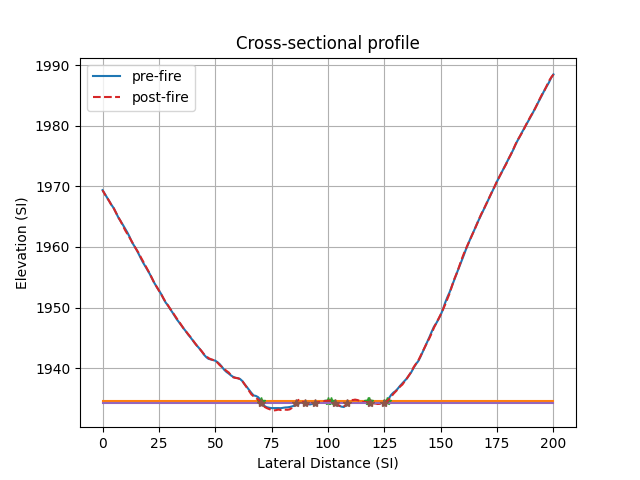 Cross-sectional profile
pre-fire
post-fire
Elevation (SI)
1990
1980
1970
1960
1950
1940
0 25 50 75 100 125 150 175 200
Lateral Distance (SI)